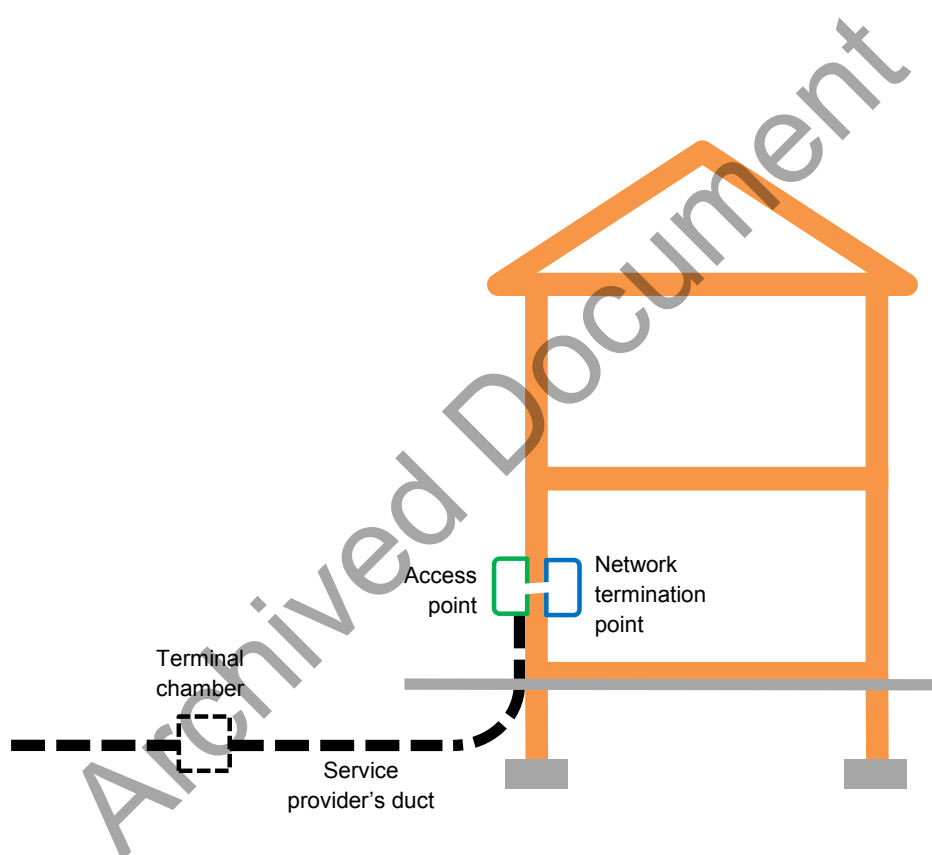 Archived Document
Access
point
Network
termination
point
Terminal
chamber
Service
provider's duct